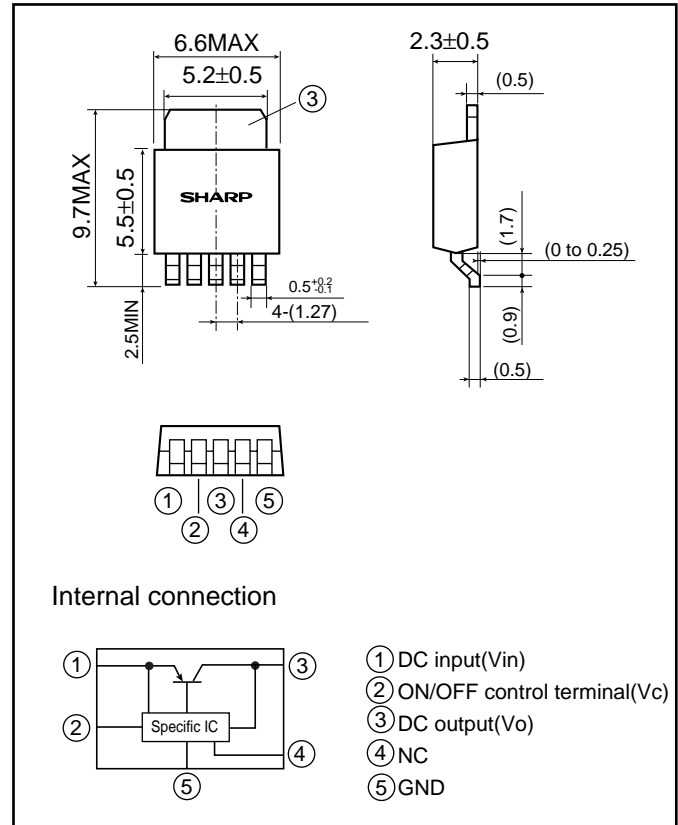 6.6MAX
5.2±0.5
③
9.7MAX
5.5±0.5
SHARP
2.5MIN
0.5+0.2 -0.1
4-(1.27)
2.3±0.5
(0.5)
(1.7)
(0 to 0.25)
(0.9)
(0.5)
① ③ ⑤
② ④
Internal connection
① ③
② Specific IC
④
⑤
① DC input(Vin)
② ON/OFF control terminal(Vc)
③ DC output(Vo)
④ NC
⑤ GND